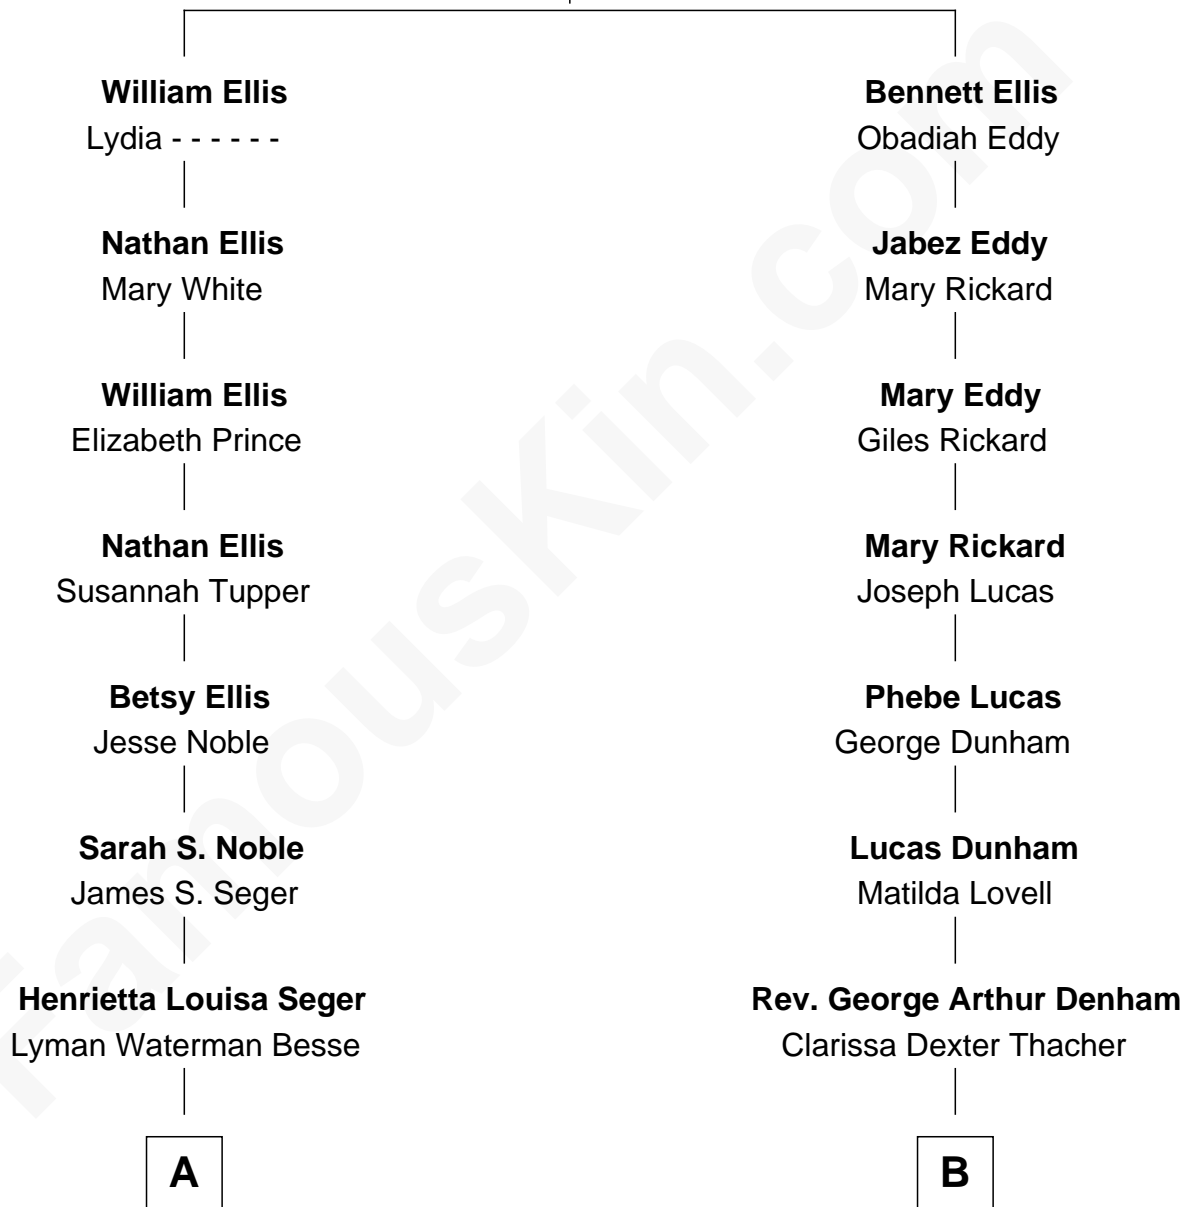 William Ellis
Lydia - - - - - -
Nathan Ellis
Mary White
William Ellis
Elizabeth Prince
Nathan Ellis
Susannah Tupper
Betsy Ellis
Jesse Noble
Sarah S. Noble
James S. Seger
Henrietta Louisa Seger
Lyman Waterman Besse
A
Bennett Ellis
Obadiah Eddy
Jabez Eddy
Mary Rickard
Mary Eddy
Giles Rickard
Mary Rickard
Joseph Lucas
Phebe Lucas
George Dunham
Lucas Dunham
Matilda Lovell
Rev. George Arthur Denham
Clarissa Dexter Thacher
B
FamousKin.com